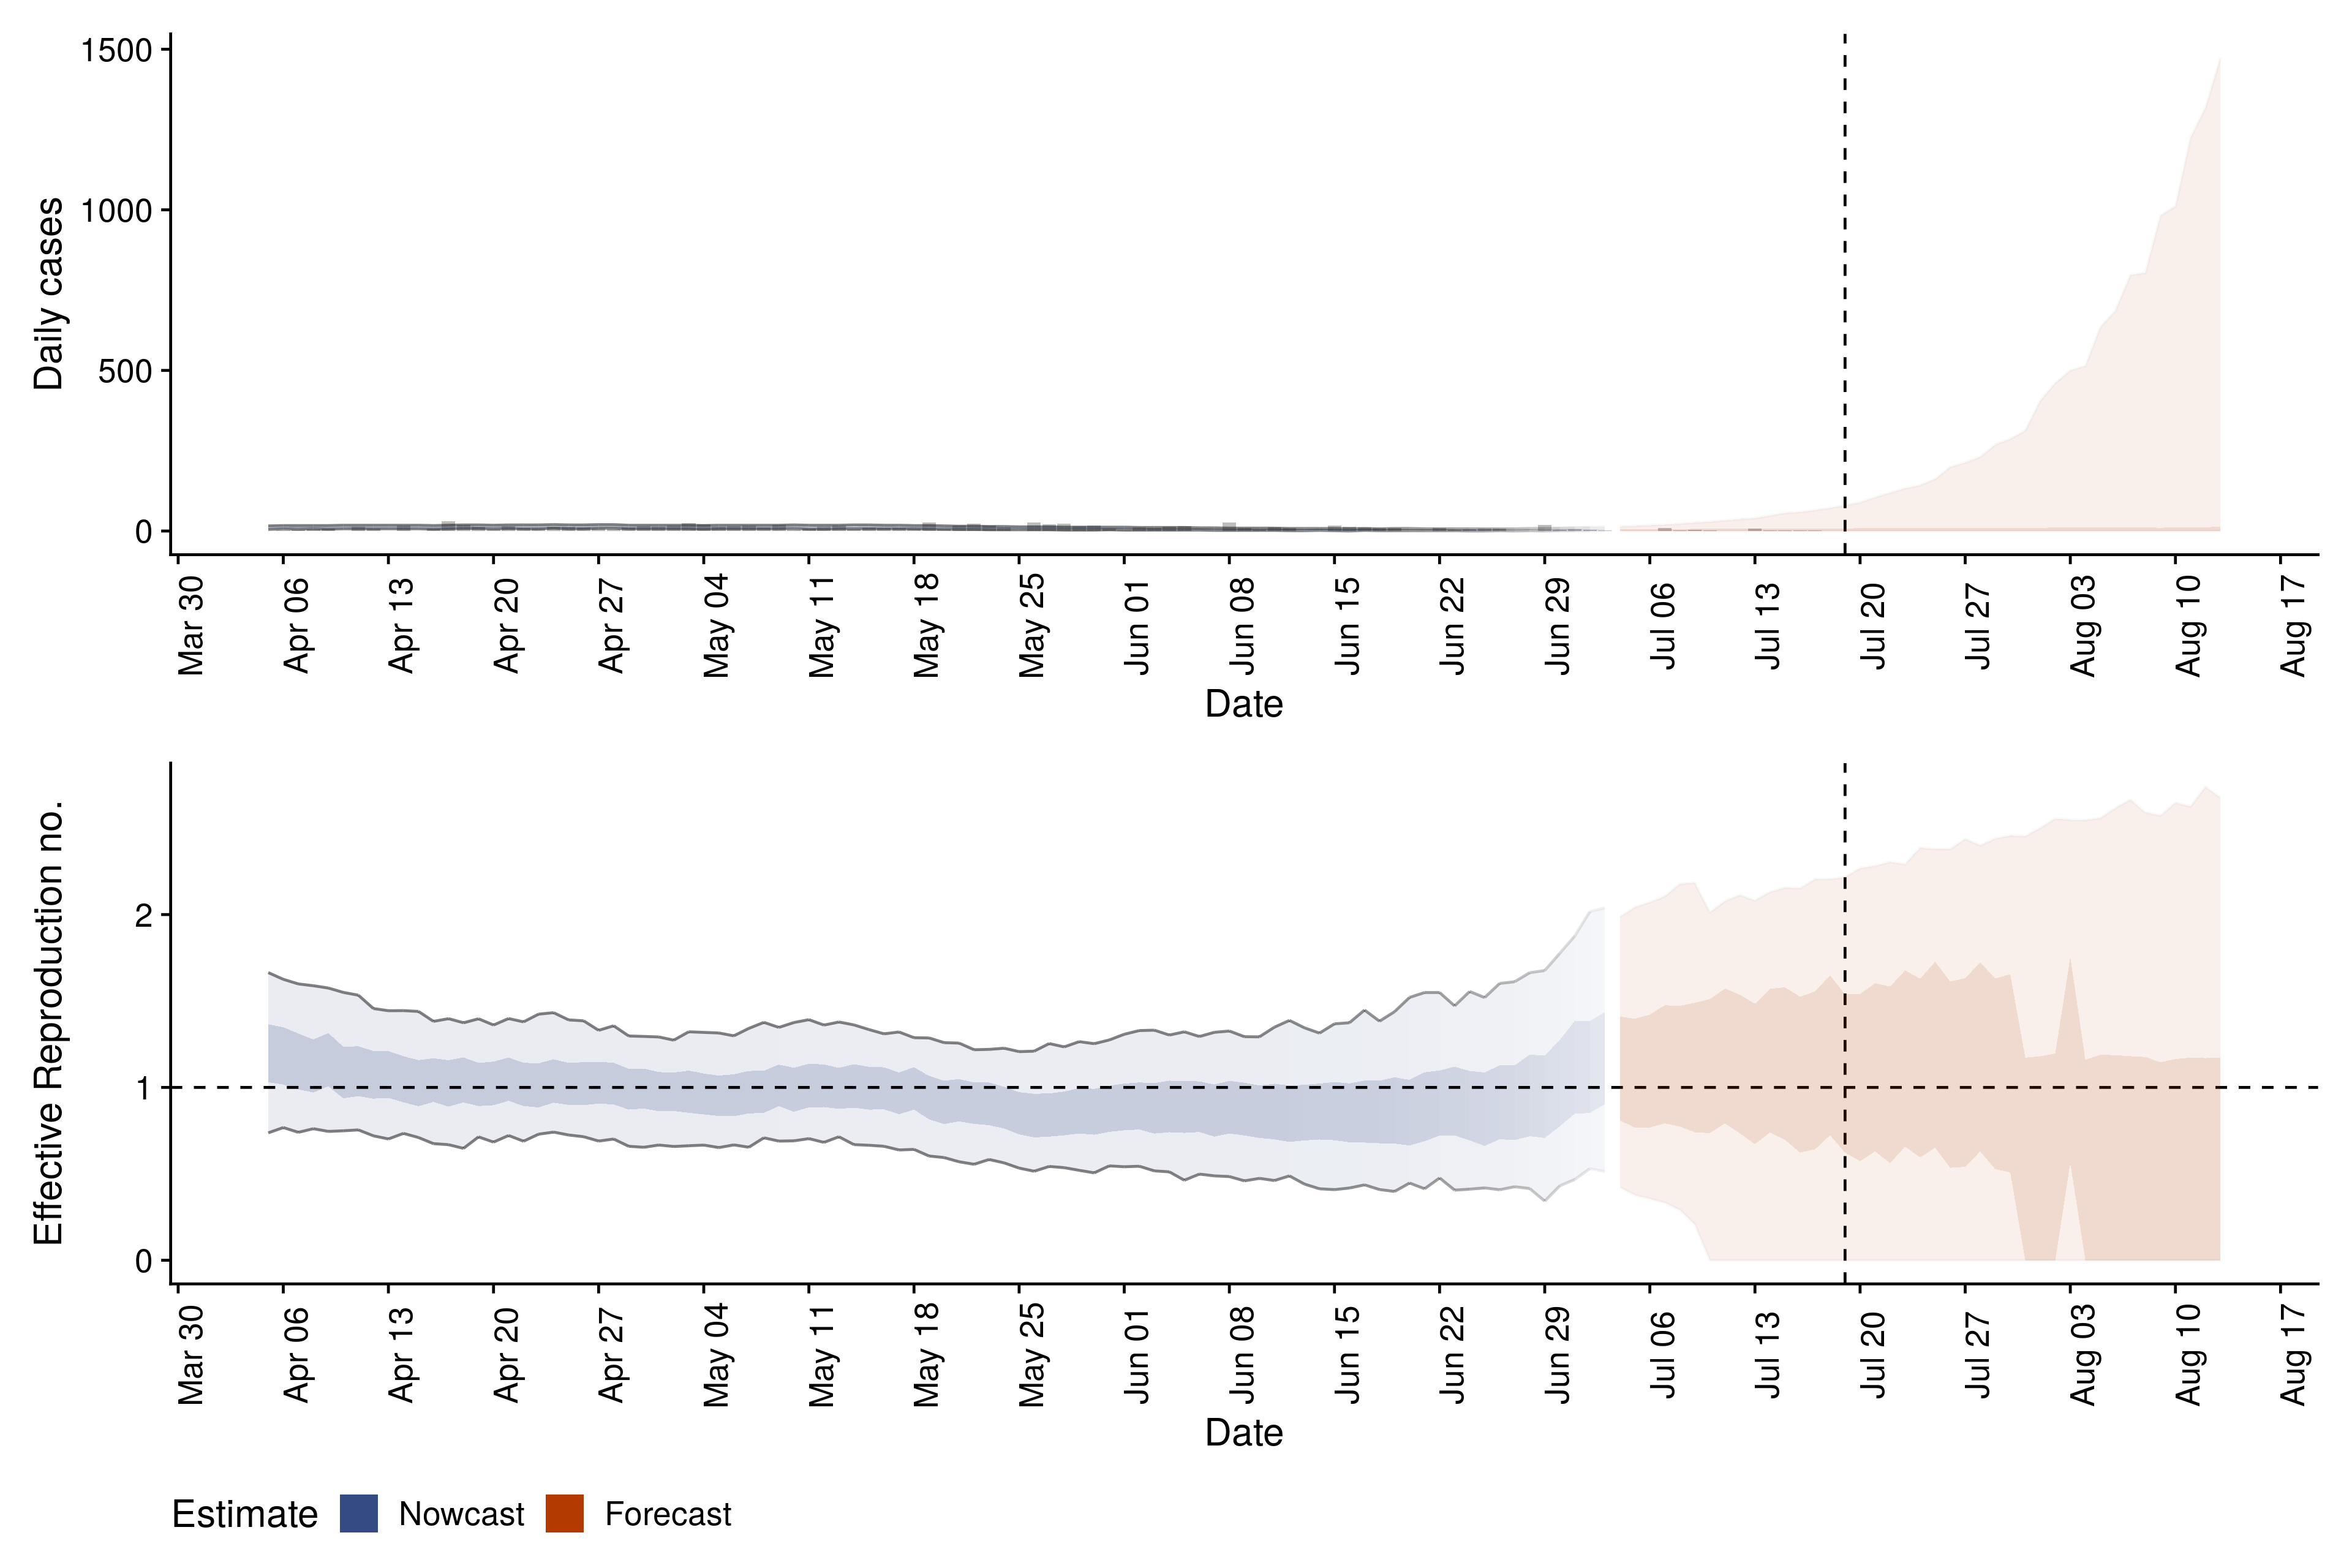 Daily cases
1500
1000
500
0
Mar 30
Apr 06
Apr 13
Apr 20
Apr 27
May 04
May 11
May 18
May 25
Jun 01
Jun 08
Jun 15
Jun 22
Jun 29
Jul 06
Jul 13
Jul 20
Jul 27
Aug 03
Aug 10
Aug 17
Date
Effective Reproduction no.
2
1
0
Mar 30
Apr 06
Apr 13
Apr 20
Apr 27
May 04
May 11
May 18
May 25
Jun 01
Jun 08
Jun 15
Jun 22
Jun 29
Jul 06
Jul 13
Jul 20
Jul 27
Aug 03
Aug 10
Aug 17
Date
Estimate Nowcast Forecast